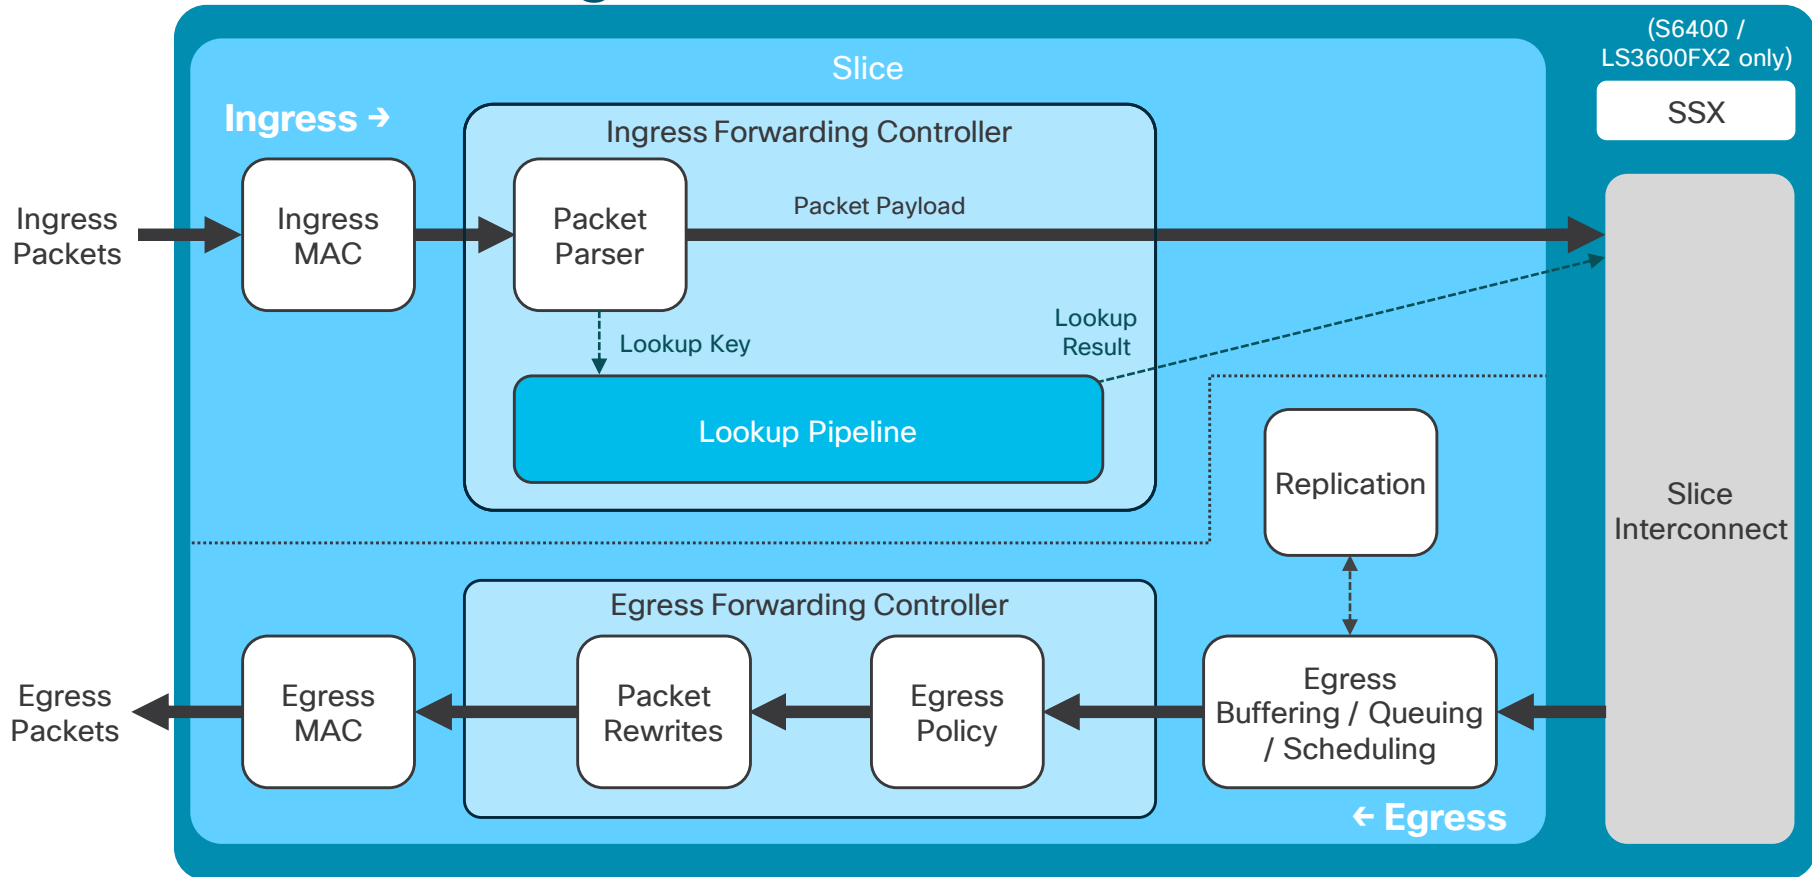 (S6400 /
LS3600FX2 only)
SSX
Slice
Ingress →
Ingress Forwarding Controller
Ingress
Packets
Ingress
MAC
Packet
Parser
Packet Payload
Lookup Key
Lookup
Result
Lookup Pipeline
Replication
Slice
Interconnect
Egress Forwarding Controller
Egress
Packets
Egress
MAC
Packet
Rewrites
Egress
Policy
Egress
Buffering / Queuing
/ Scheduling
← Egress